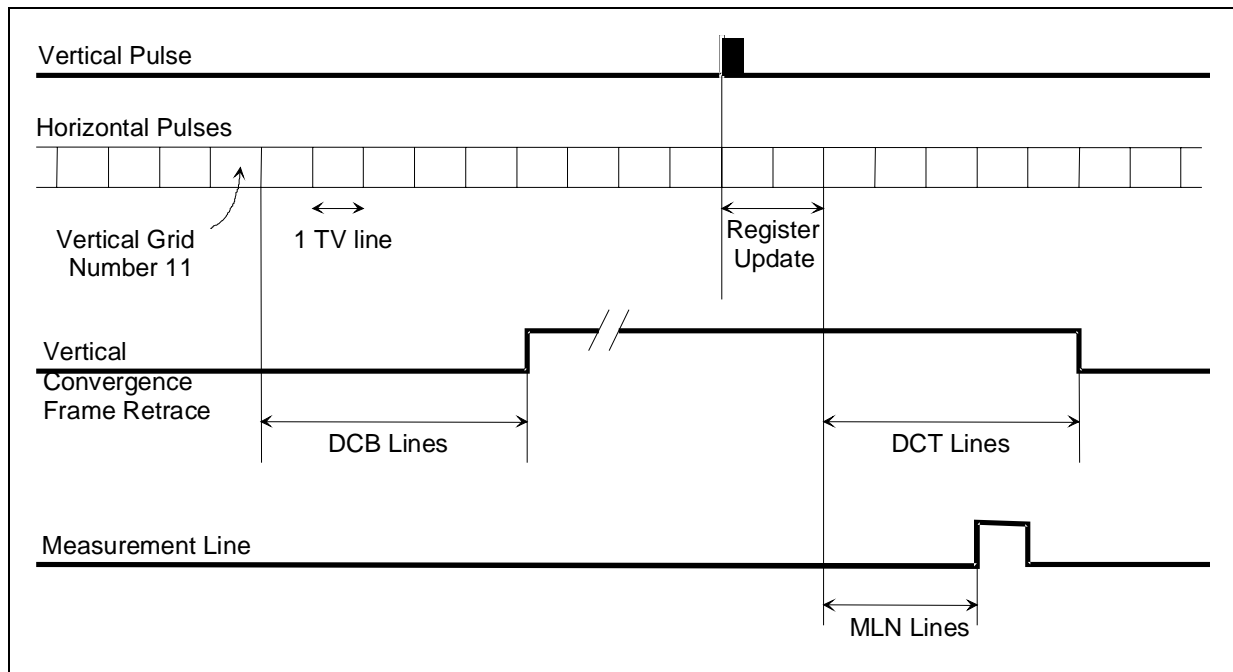 Vertical Pulse
Horizontal Pulses
Vertical Grid
Number 11
1 TV line
Register
Update
Vertical
Convergence
Frame Retrace
DCB Lines
DCT Lines
Measurement Line
MLN Lines